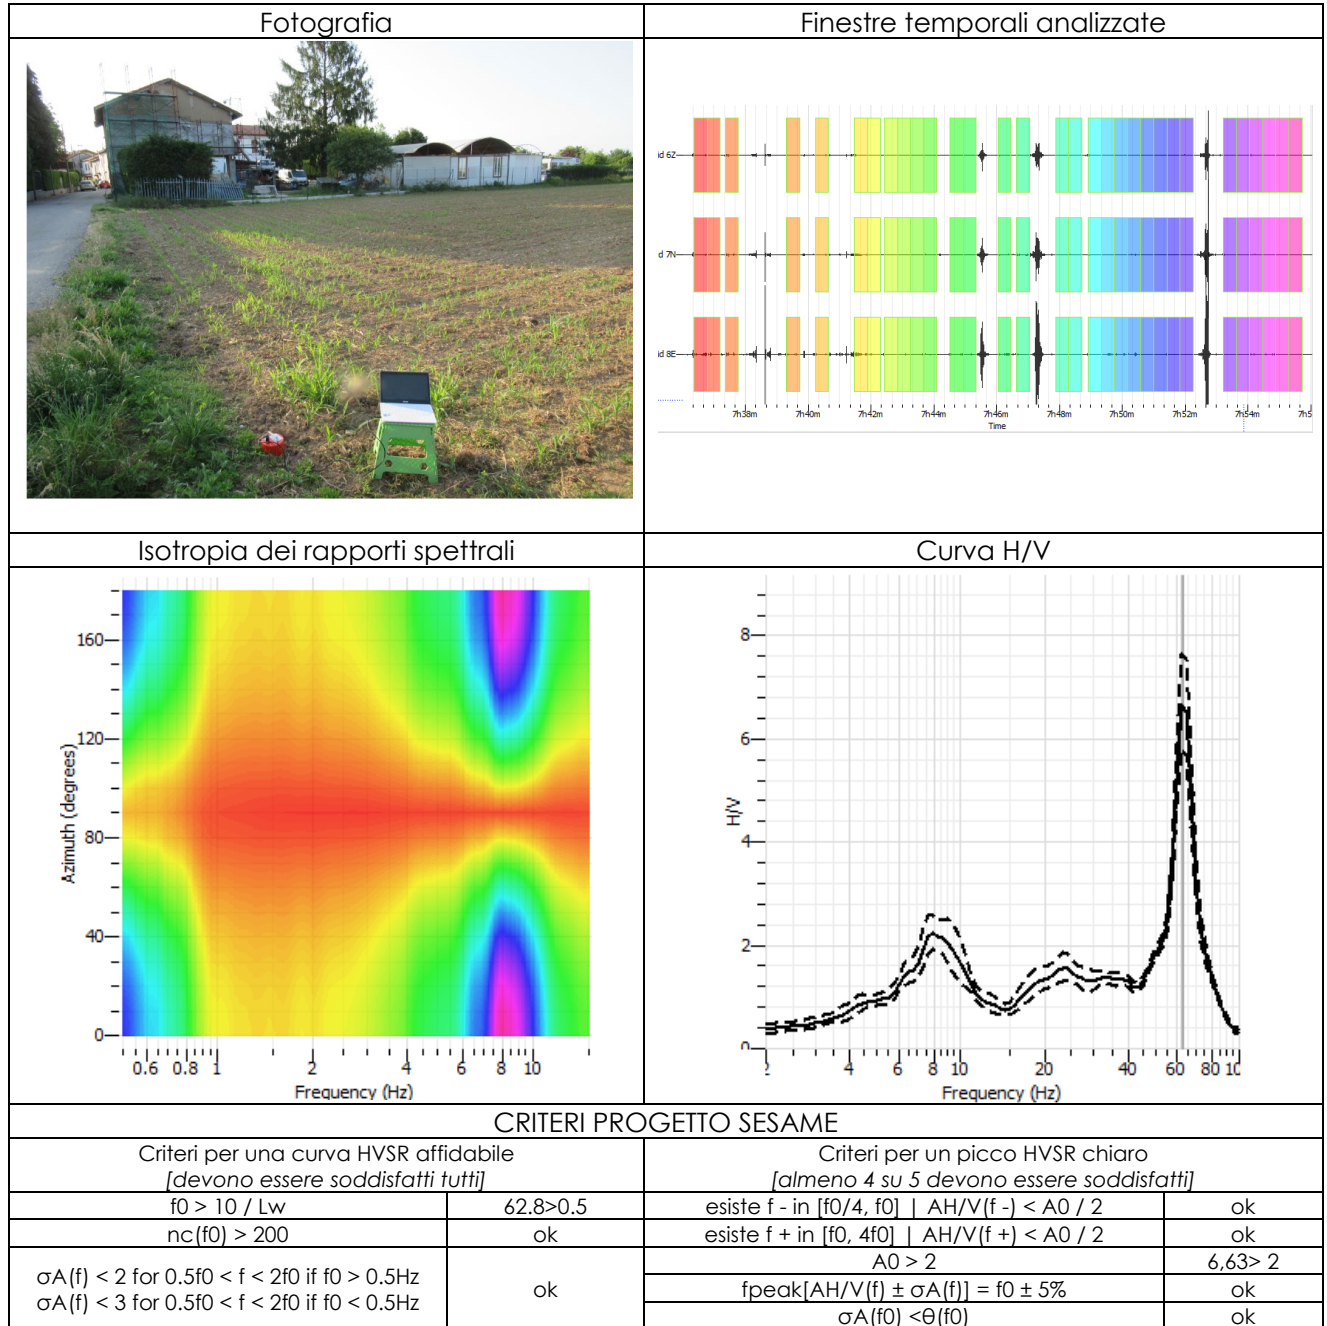 Fotografia
Finestre temporali analizzate
id 6Z
d 7N
id 8E
7h38m 7h40m 7h42m 7h44m 7h46m 7h48m 7h50m 7h52m 7h54m 7h5
Time
Isotropia dei rapporti spettrali
Curva H/V
160
120
80
40
0
Azimuth (degrees)
0.6 0.8 1 2 4 6 8 10
Frequency (Hz)
8
6
4
2
0
H/V
2 4 6 8 10 20 40 60 80 10
Frequency (Hz)
CRITERI PROGETTO SESAME
Criteri per una curva HVSR affidabile
[devono essere soddisfatti tutti]
Criteri per un picco HVSR chiaro
[almeno 4 su 5 devono essere soddisfatti]
f0 > 10 / Lw 62.8>0.5
esiste f - in [f0/4, f0] | AH/V(f -) < A0 / 2 ok
nc(f0) > 200 ok
esiste f + in [f0, 4f0] | AH/V(f +) < A0 / 2 ok
σA(f) < 2 for 0.5f0 < f < 2f0 if f0 > 0.5Hz
σA(f) < 3 for 0.5f0 < f < 2f0 if f0 < 0.5Hz
ok
A0 > 2 6,63> 2
fpeak[AH/V(f) ± σA(f)] = f0 ± 5% ok
σA(f0) <θ(f0) ok